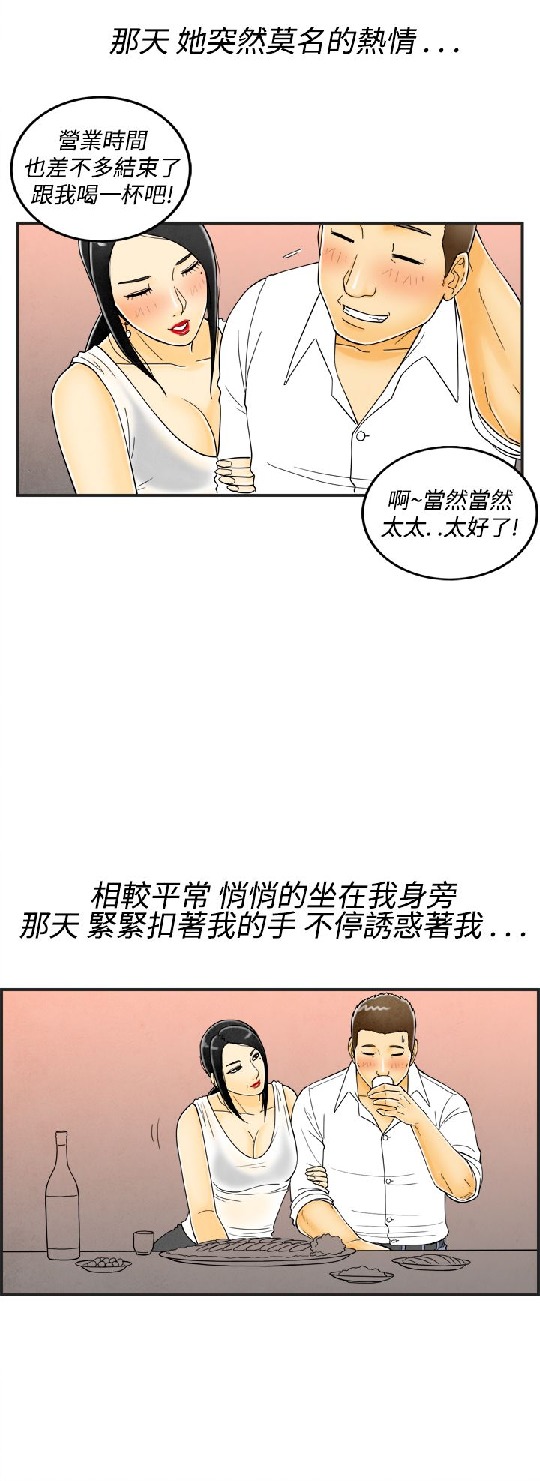 那天 她突然莫名的熱情...
營業時間
也差不多結束了
跟我喝一杯吧!
啊~當然當然
太太...太好了!
相較平常 悄悄的坐在我身旁
那天 緊緊扣著我的手 不停誘惑著我...